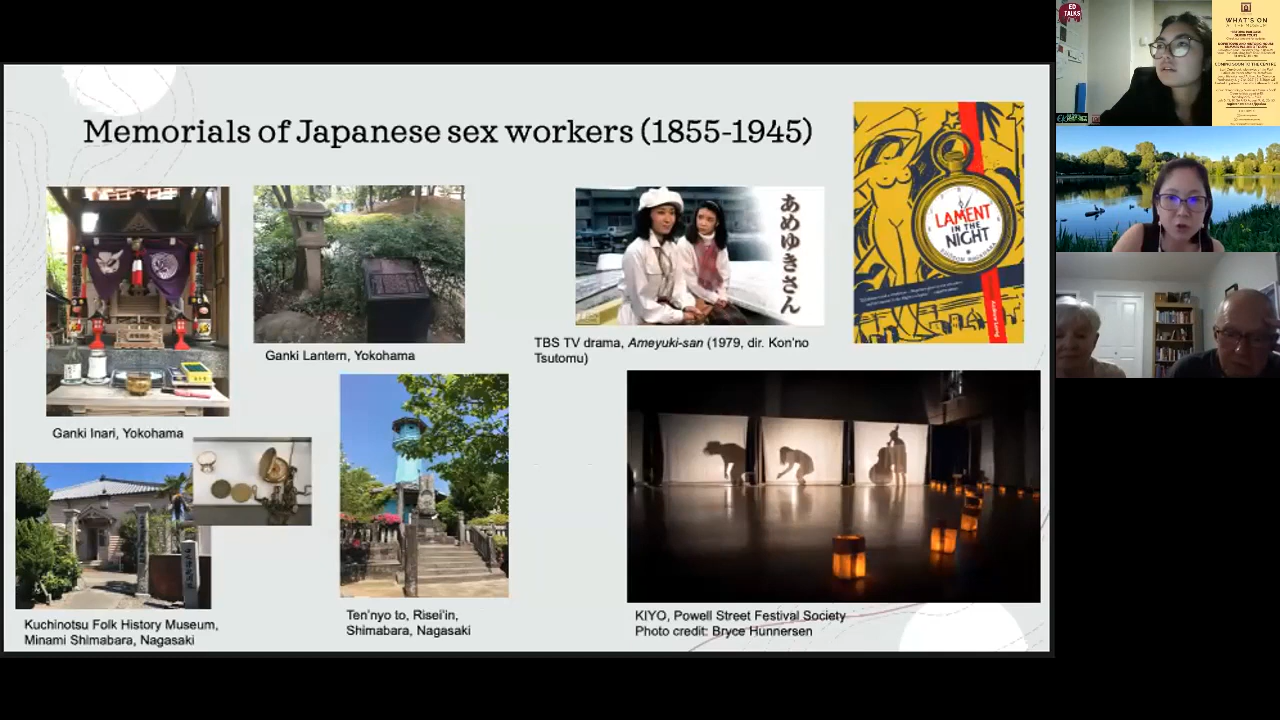 Memorials of Japanese sex workers (1855-1945)
Ganki Lantern, Yokohama
Ganki Inari, Yokohama
あめゆきさん
TBS TV drama, Ameyuki-san (1979, dir. Kon'no
Tsutomu)
LAMENT
IN THE
NIGHT
Kuchinotsu Folk History Museum,
Minami Shimabara, Nagasaki
Ten'nyo to, Risei'in,
Shimabara, Nagasaki
KIYO, Powell Street Festival Society
Photo credit: Bryce Hunnersen
ED
TALKS
WHAT'S ON